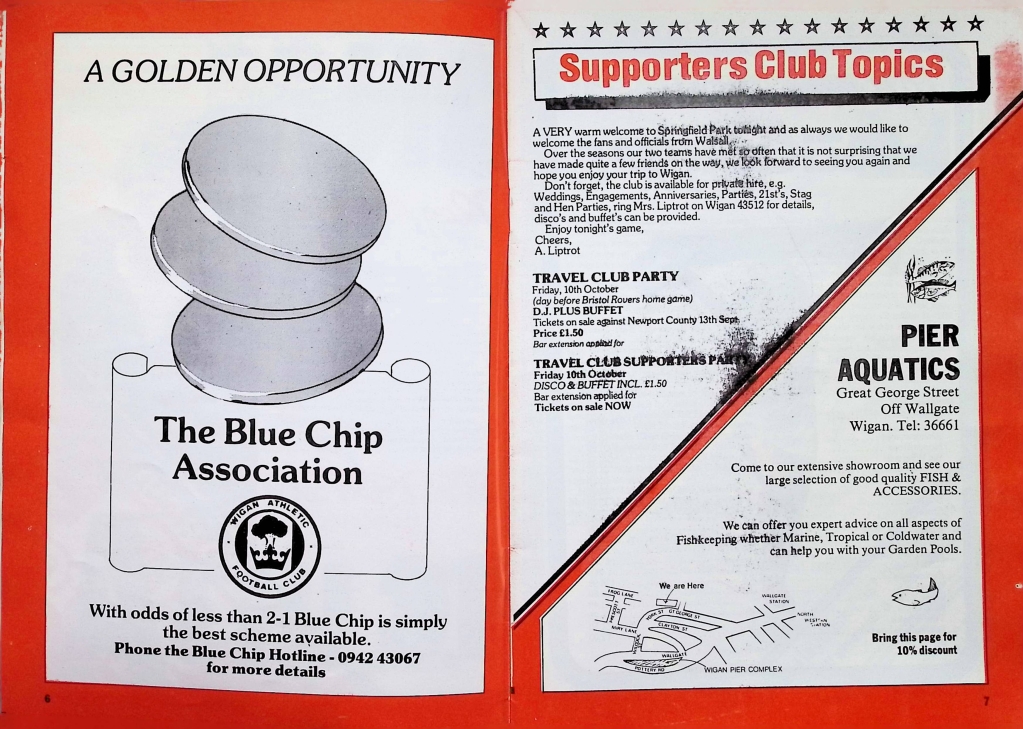 A GOLDEN OPPORTUNITY
The Blue Chip
Association
WIGAN ATHLETIC
FOOTBALL CLUB
With odds of less than 2-1 Blue Chip is simply
the best scheme available.
Phone the Blue Chip Hotline - 0942 43067
for more details
6
Supporters Club Topics
A VERY warm welcome to Springfield Park tonight and as always we would like to
welcome the fans and officials from Walsall.
Over the seasons our two teams have met so often that it is not surprising that we
have made quite a few friends on the way, we look forward to seeing you again and
hope you enjoy your trip to Wigan.
Don't forget, the club is available for private hire, e.g.
Weddings, Engagements, Anniversaries, Parties, 21st's, Stag
and Hen Parties, ring Mrs. Liptrot on Wigan 43512 for details,
disco's and buffet's can be provided.
Enjoy tonight's game,
Cheers,
A. Liptrot
TRAVEL CLUB PARTY
Friday, 10th October
(day before Bristol Rovers home game)
D.J. PLUS BUFFET
Tickets on sale against Newport County 13th Sept.
Price £1.50
Bar extension applied for
TRAVEL CLUB SUPPORTERS PARTY
Friday 10th October
DISCO & BUFFET INCL. £1.50
Bar extension applied for
Tickets on sale NOW
PIER
AQUATICS
Great George Street
Off Wallgate
Wigan. Tel: 36661
Come to our extensive showroom and see our
large selection of good quality FISH &
ACCESSORIES.
We can offer you expert advice on all aspects of
Fishkeeping whether Marine, Tropical or Coldwater and
can help you with your Garden Pools.
We are Here
FROG LANE
WALLGATE
STATION
YORK ST
GT GEORGE ST
NORTH
WESTERN
STATION
CLAYTON ST
MIRY LANE
WALLGATE
POTTERY RD
WIGAN PIER COMPLEX
Bring this page for
10% discount
7